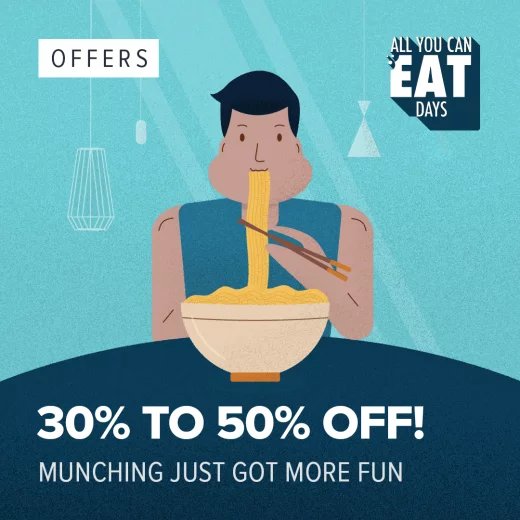 OFFERS
ALL YOU CAN
EAT
DAYS
30% TO 50% OFF!
MUNCHING JUST GOT MORE FUN